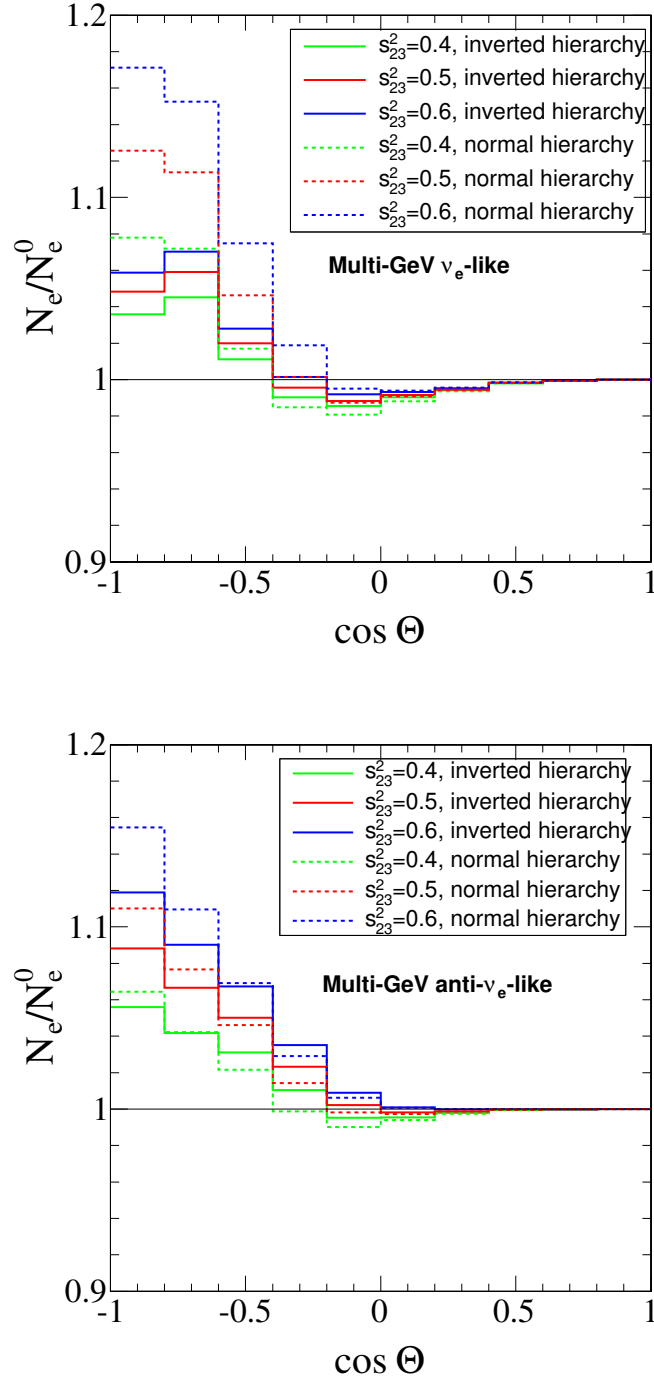 1.2
s²₂₃=0.4, inverted hierarchy
s²₂₃=0.5, inverted hierarchy
s²₂₃=0.6, inverted hierarchy
s²₂₃=0.4, normal hierarchy
s²₂₃=0.5, normal hierarchy
s²₂₃=0.6, normal hierarchy
1.1
Multi-GeV νₑ-like
Nₑ/Nₑ⁰
1
0.9
-1 -0.5 0 0.5 1
cos Θ
1.2
s²₂₃=0.4, inverted hierarchy
s²₂₃=0.5, inverted hierarchy
s²₂₃=0.6, inverted hierarchy
s²₂₃=0.4, normal hierarchy
s²₂₃=0.5, normal hierarchy
s²₂₃=0.6, normal hierarchy
1.1
Multi-GeV anti-νₑ-like
Nₑ/Nₑ⁰
1
0.9
-1 -0.5 0 0.5 1
cos Θ